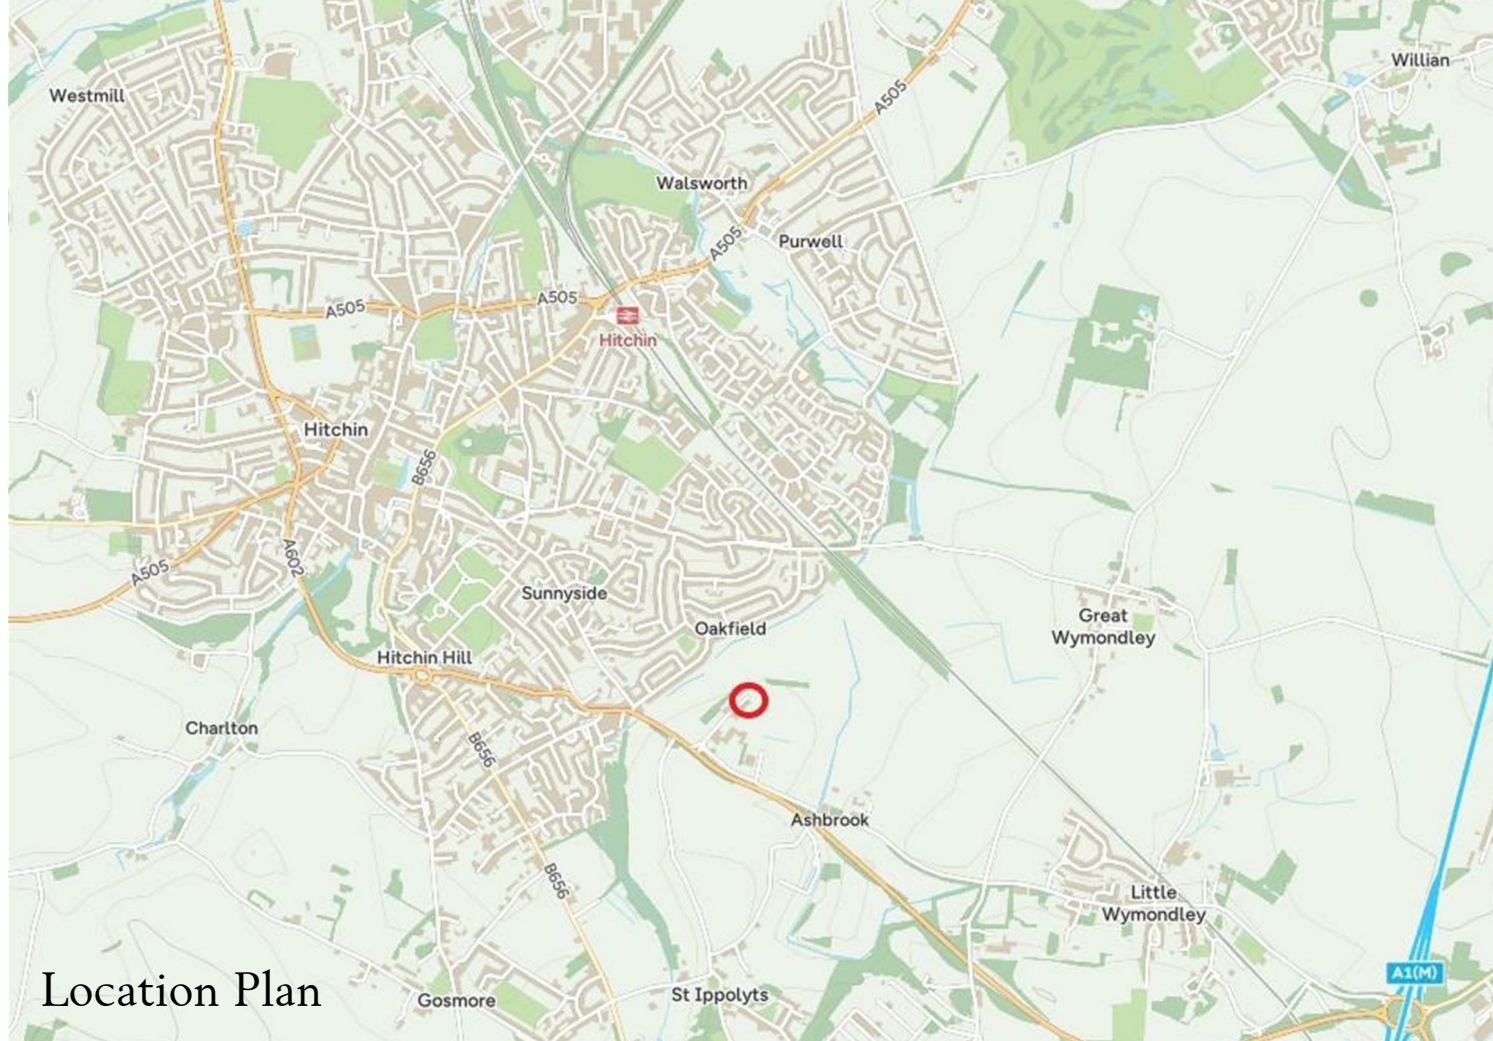 Willian
Westmill
A505
Walsworth
A505
Purwell
A505
A505
Hitchin
Hitchin
B656
A602
A505
Sunnyside
Great
Wymondley
Oakfield
Hitchin Hill
Charlton
B656
Ashbrook
B656
Little
Wymondley
A1(M)
Location Plan
Gosmore
St Ippolyts